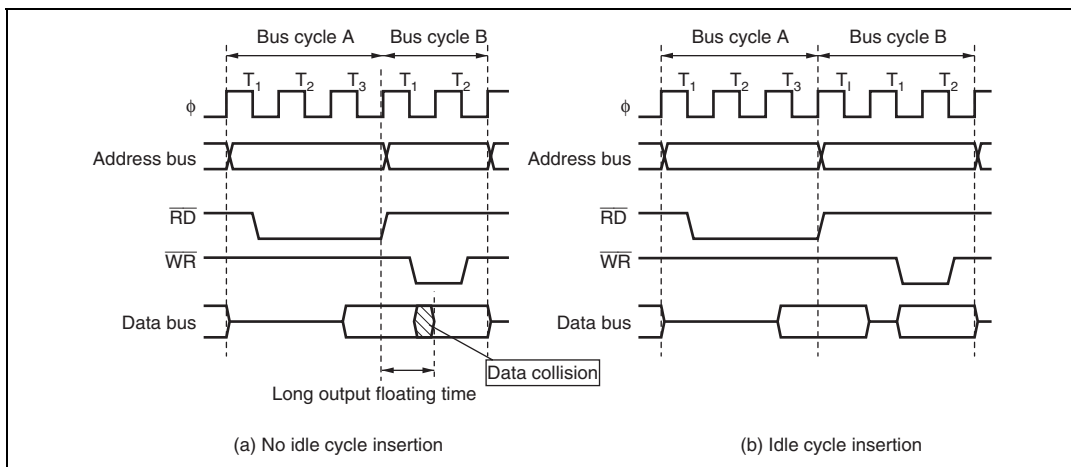 Bus cycle A Bus cycle B
T1 T2 T3 T1 T2
ϕ
Address bus
RD
WR
Data bus
Data collision
Long output floating time
(a) No idle cycle insertion
Bus cycle A Bus cycle B
T1 T2 T3 TI T1 T2
ϕ
Address bus
RD
WR
Data bus
(b) Idle cycle insertion